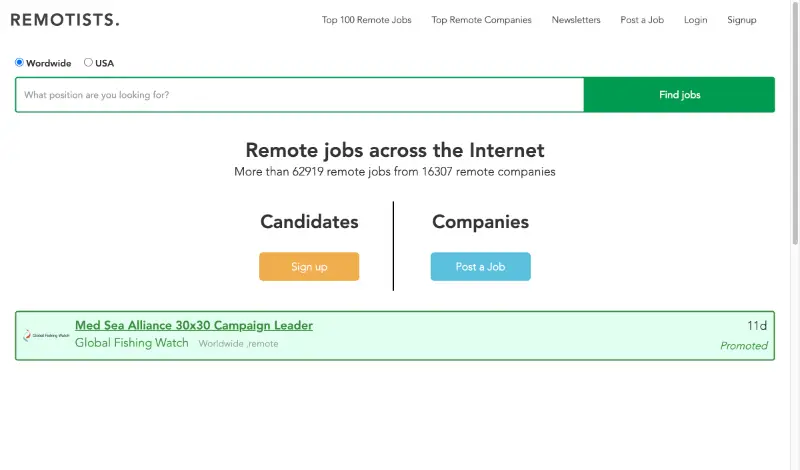 REMOTISTS.
Top 100 Remote Jobs Top Remote Companies Newsletters Post a Job Login Signup
Wordwide USA
What position are you looking for? Find jobs
Remote jobs across the Internet
More than 62919 remote jobs from 16307 remote companies
Candidates Companies
Sign up Post a Job
Med Sea Alliance 30x30 Campaign Leader 11d
Global Fishing Watch Global Fishing Watch Worldwide ,remote Promoted